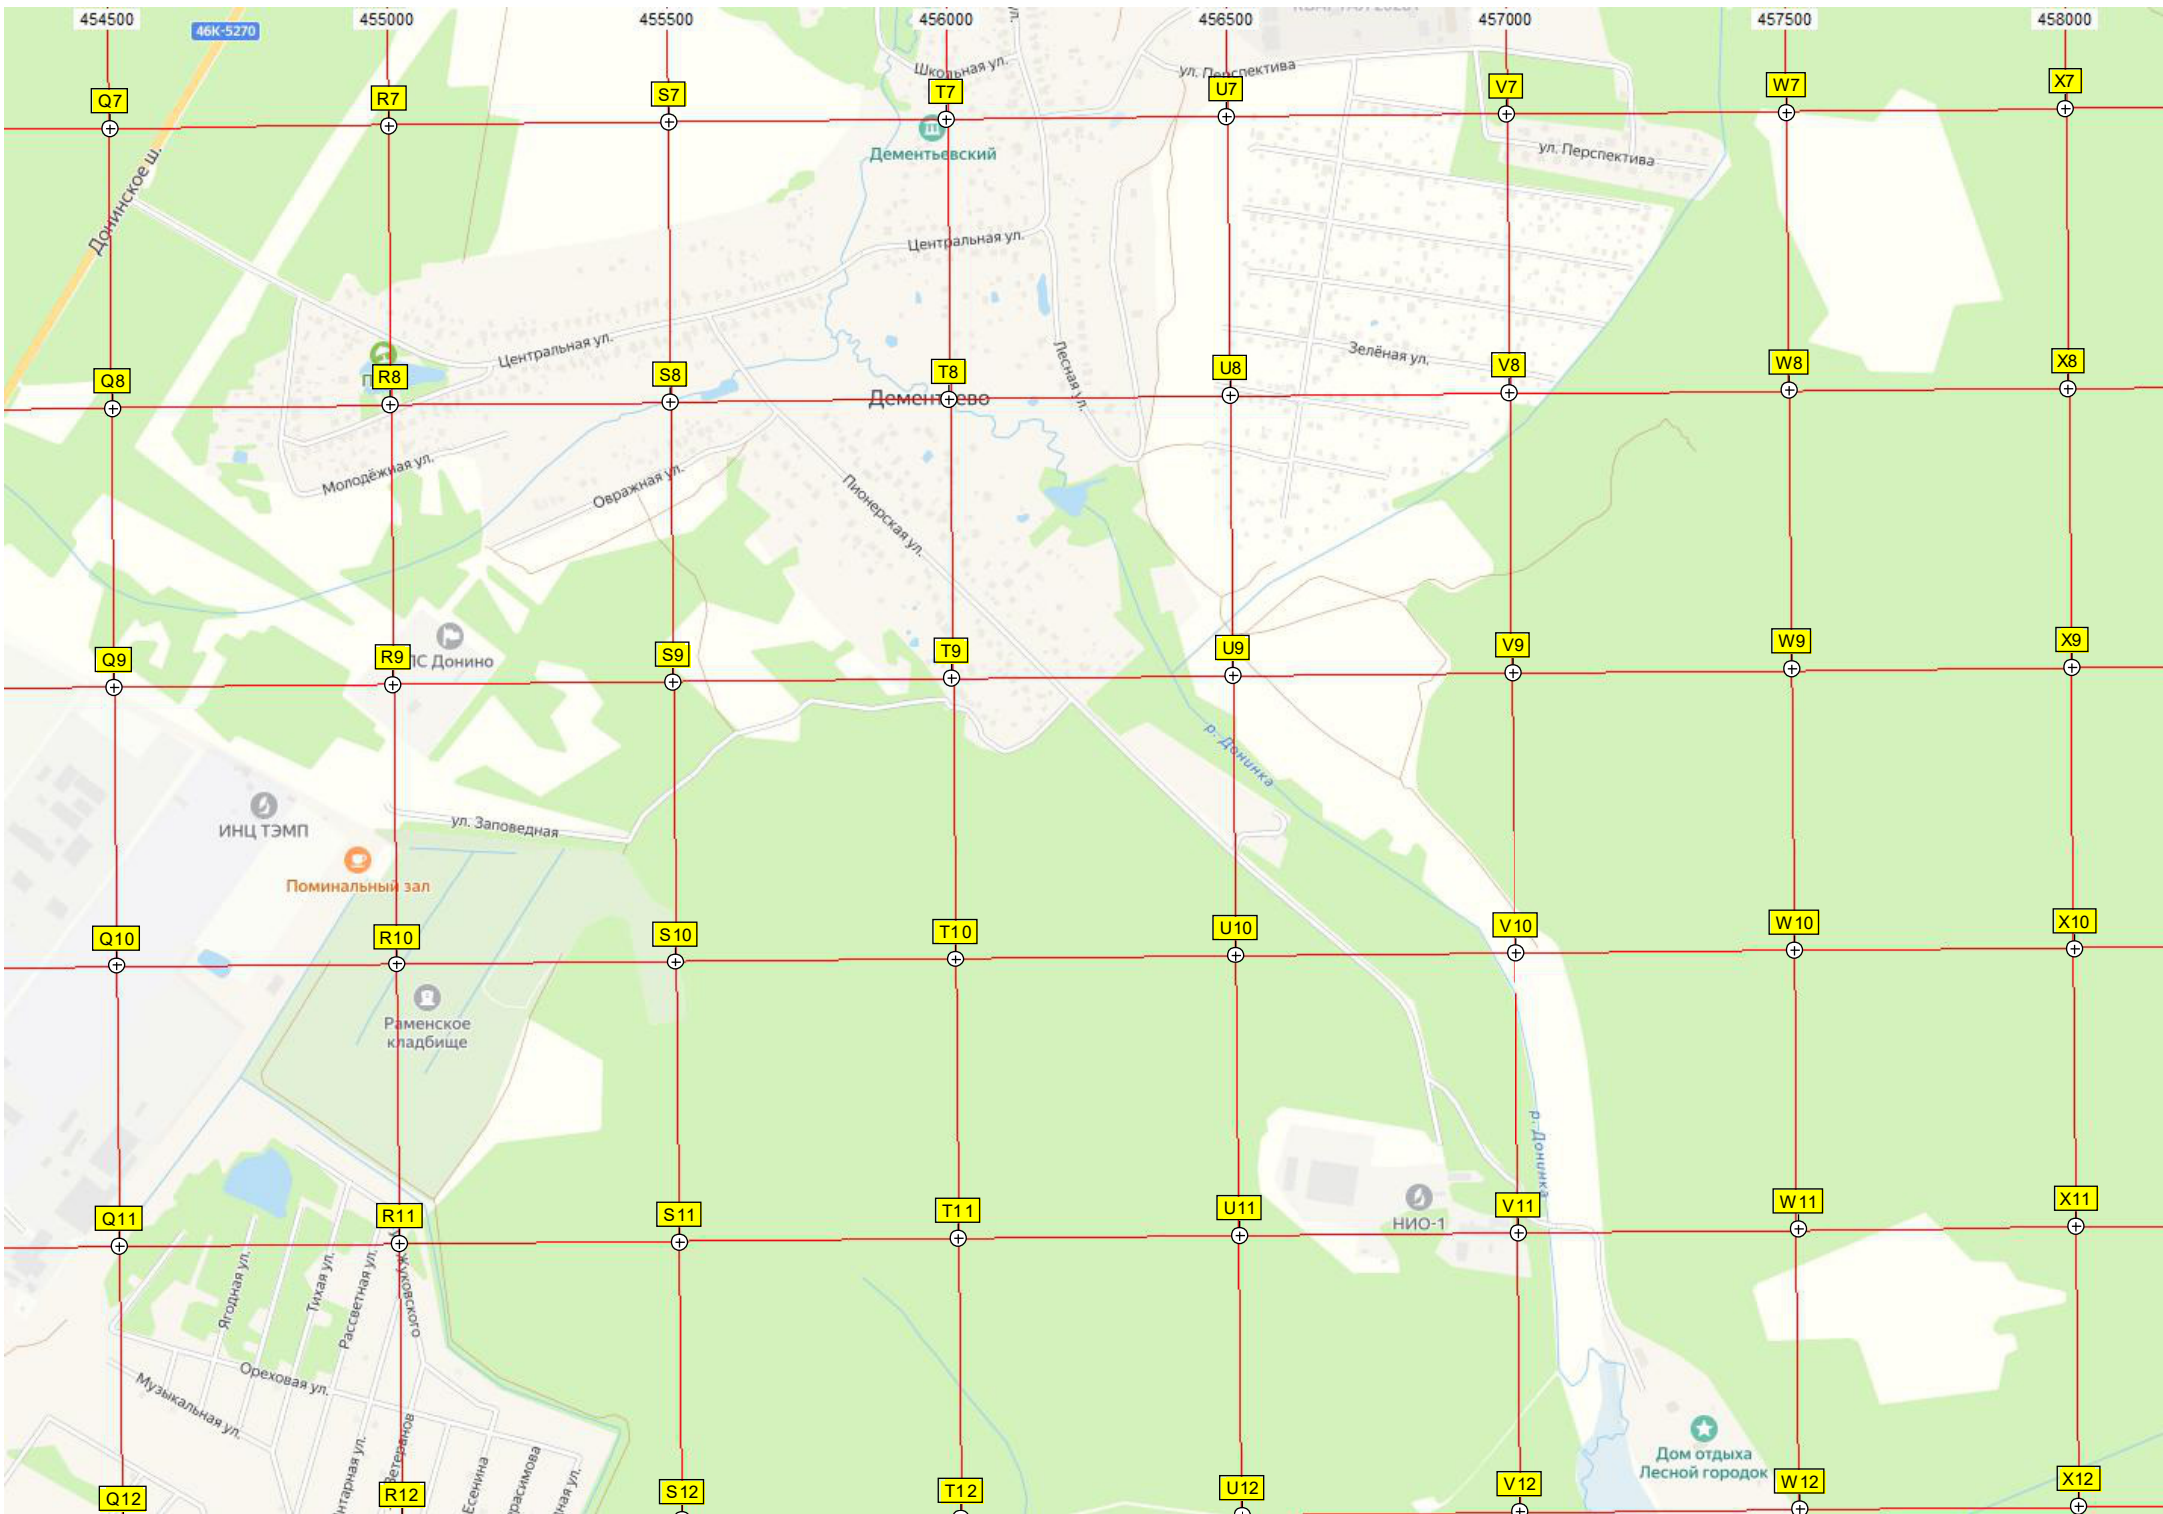 454500 455000 455500 456000 456500 457000 457500 458000
46К-5270
Школьная ул.
ул. Перспектива
Q7 R7 S7 T7 U7 V7 W7 X7
Дементьевский
ул. Перспектива
Донинское ш.
Центральная ул.
Центральная ул.
Зелёная ул.
Лесная ул.
Q8 R8 S8 T8 U8 V8 W8 X8
Дементьево
Молодёжная ул.
Овражная ул.
Пионерская ул.
ПС Донино
Q9 R9 S9 T9 U9 V9 W9 X9
р. Донинка
ИНЦ ТЭМП
ул. Заповедная
Поминальный зал
Q10 R10 S10 T10 U10 V10 W10 X10
Раменское
кладбище
р. Донинка
НИО-1
Q11 R11 S11 T11 U11 V11 W11 X11
Ягодная ул.
Тихая ул.
Рассветная ул.
Жуковского
Ореховая ул.
Музыкальная ул.
Ветеранов
Есенина
Дом отдыха
Лесной городок
Q12 R12 S12 T12 U12 V12 W12 X12